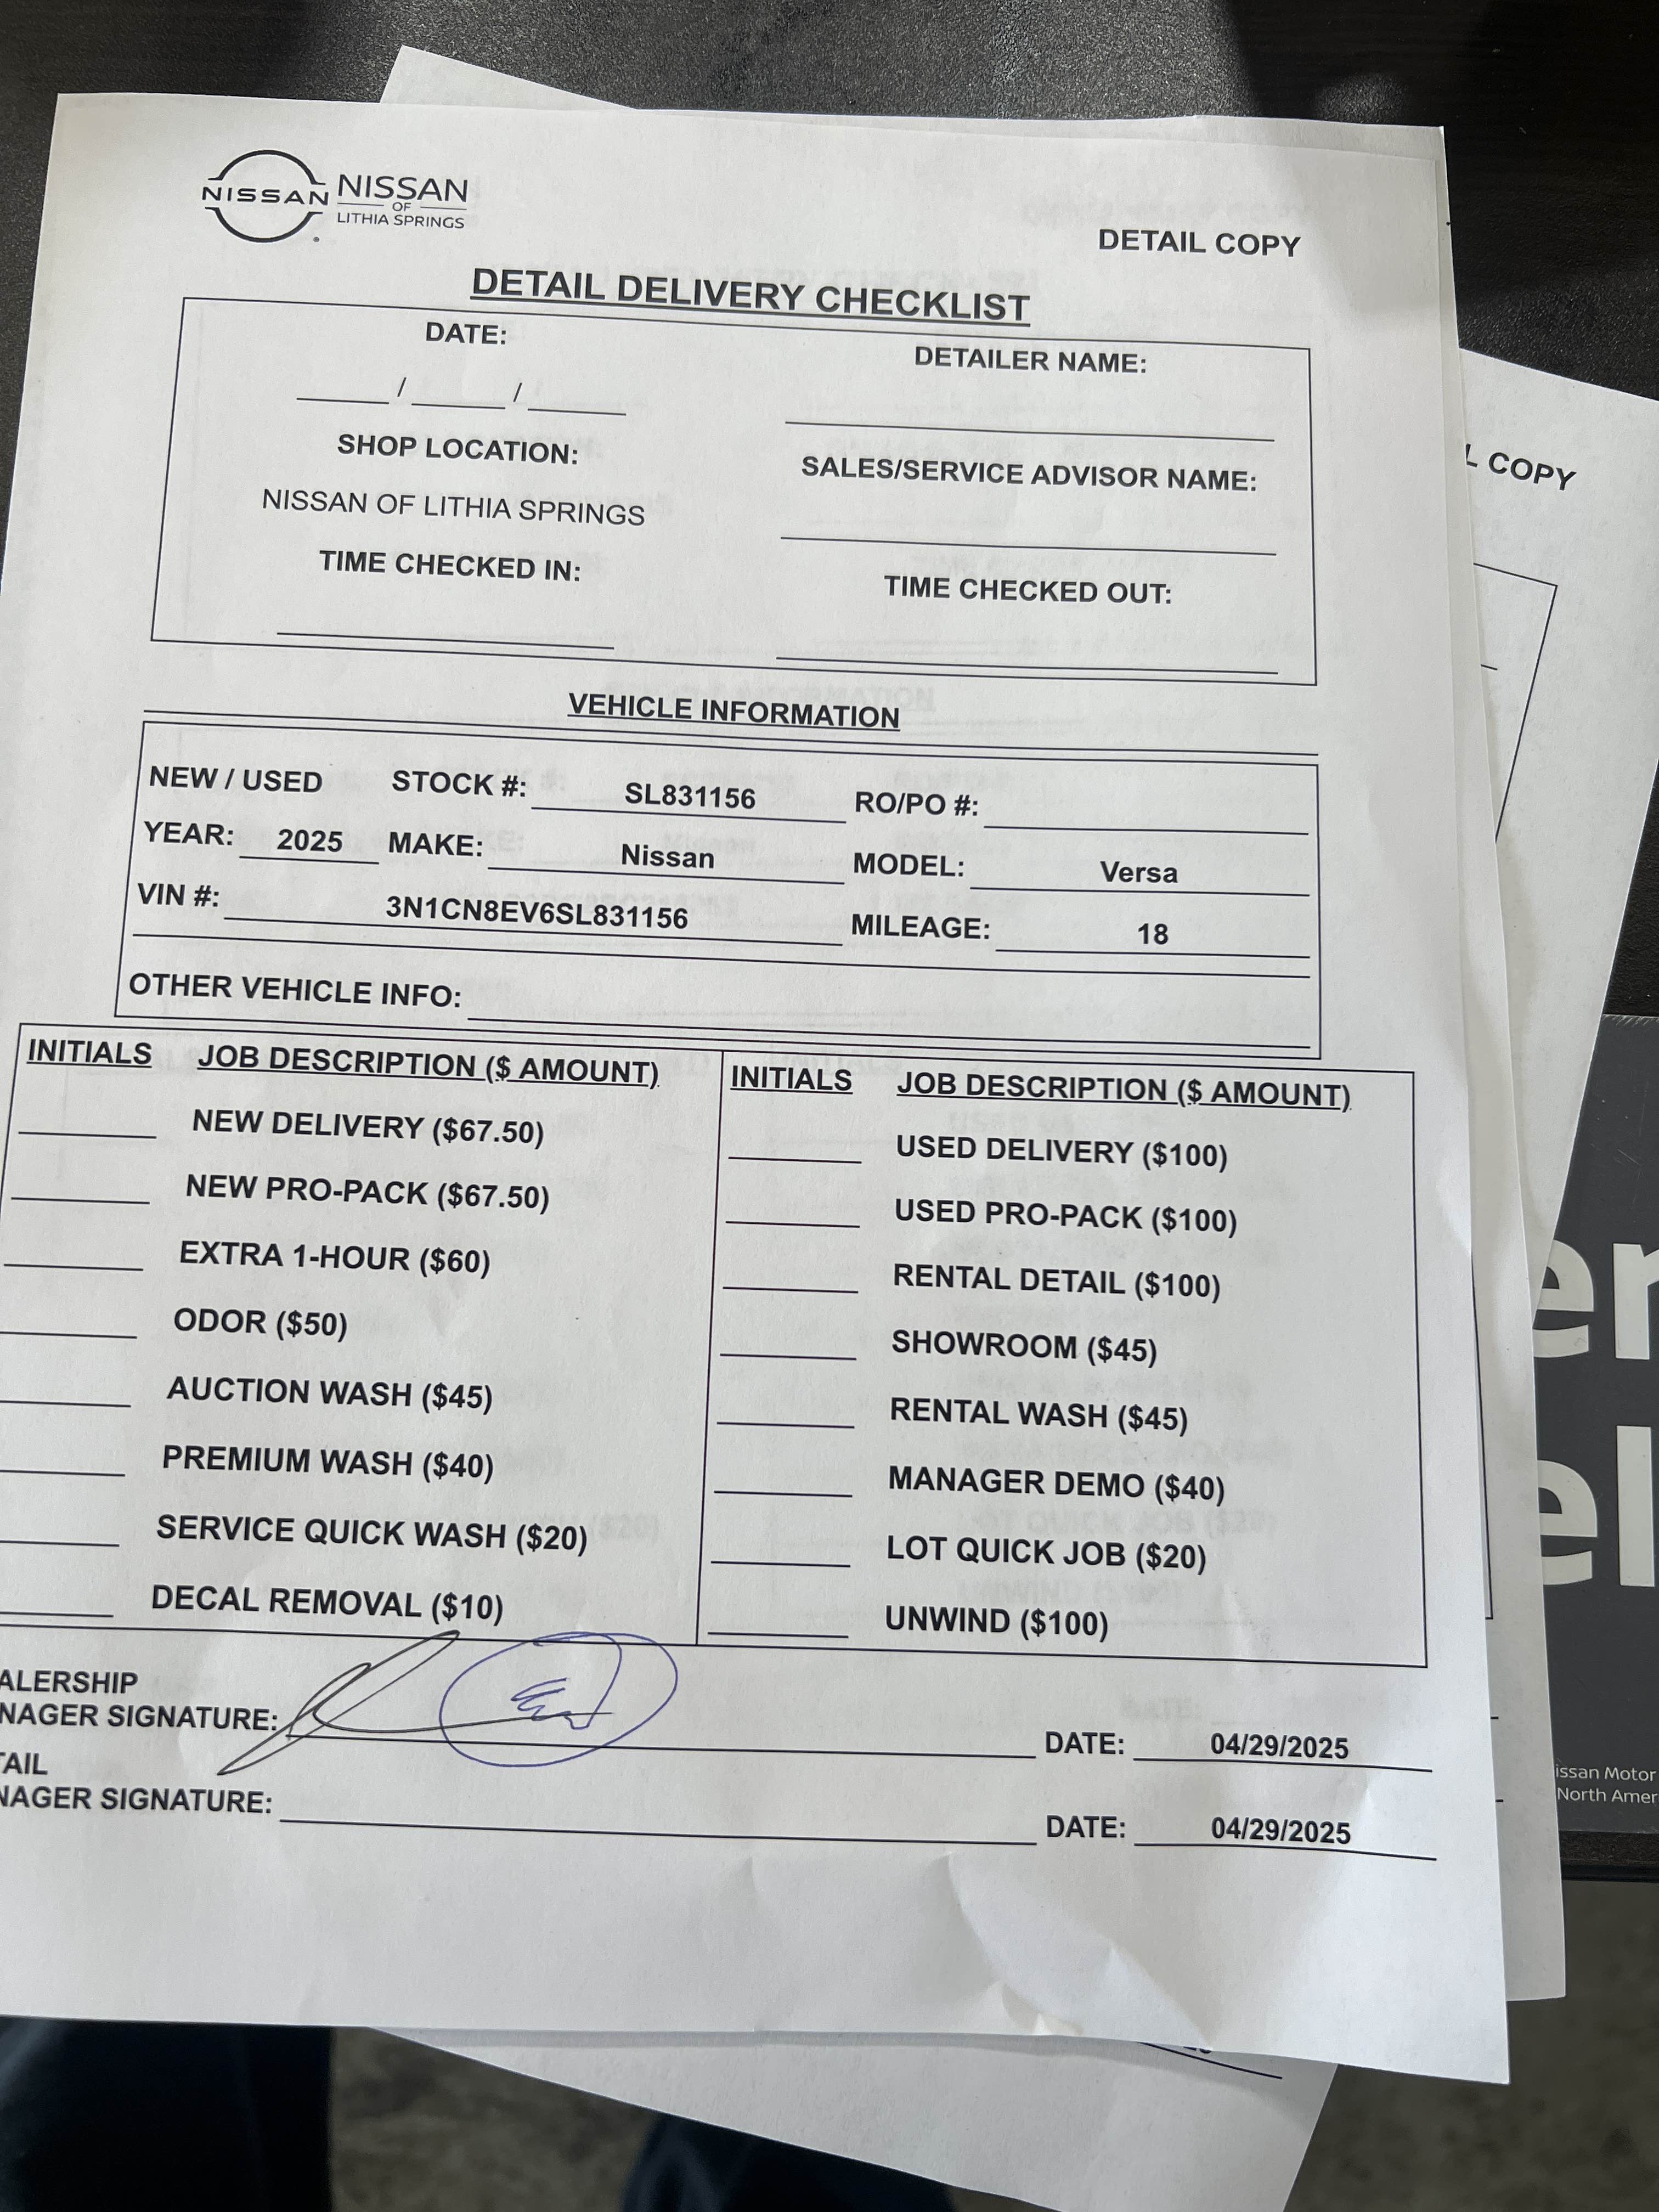 NISSAN NISSAN
OF
LITHIA SPRINGS
DETAIL COPY
DETAIL DELIVERY CHECKLIST
DATE:
DETAILER NAME:
____ / ____ / ____
SHOP LOCATION:
SALES/SERVICE ADVISOR NAME:
NISSAN OF LITHIA SPRINGS
TIME CHECKED IN:
TIME CHECKED OUT:
VEHICLE INFORMATION
NEW / USED STOCK #: SL831156 RO/PO #:
YEAR: 2025 MAKE: Nissan MODEL: Versa
VIN #: 3N1CN8EV6SL831156 MILEAGE: 18
OTHER VEHICLE INFO:
INITIALS JOB DESCRIPTION ($ AMOUNT) INITIALS JOB DESCRIPTION ($ AMOUNT)
NEW DELIVERY ($67.50) USED DELIVERY ($100)
NEW PRO-PACK ($67.50) USED PRO-PACK ($100)
EXTRA 1-HOUR ($60) RENTAL DETAIL ($100)
ODOR ($50) SHOWROOM ($45)
AUCTION WASH ($45) RENTAL WASH ($45)
PREMIUM WASH ($40) MANAGER DEMO ($40)
SERVICE QUICK WASH ($20) LOT QUICK JOB ($20)
DECAL REMOVAL ($10) UNWIND ($100)
ALERSHIP
NAGER SIGNATURE: DATE: 04/29/2025
TAIL
NAGER SIGNATURE: DATE: 04/29/2025
L COPY
er
el
issan Motor
North Amer